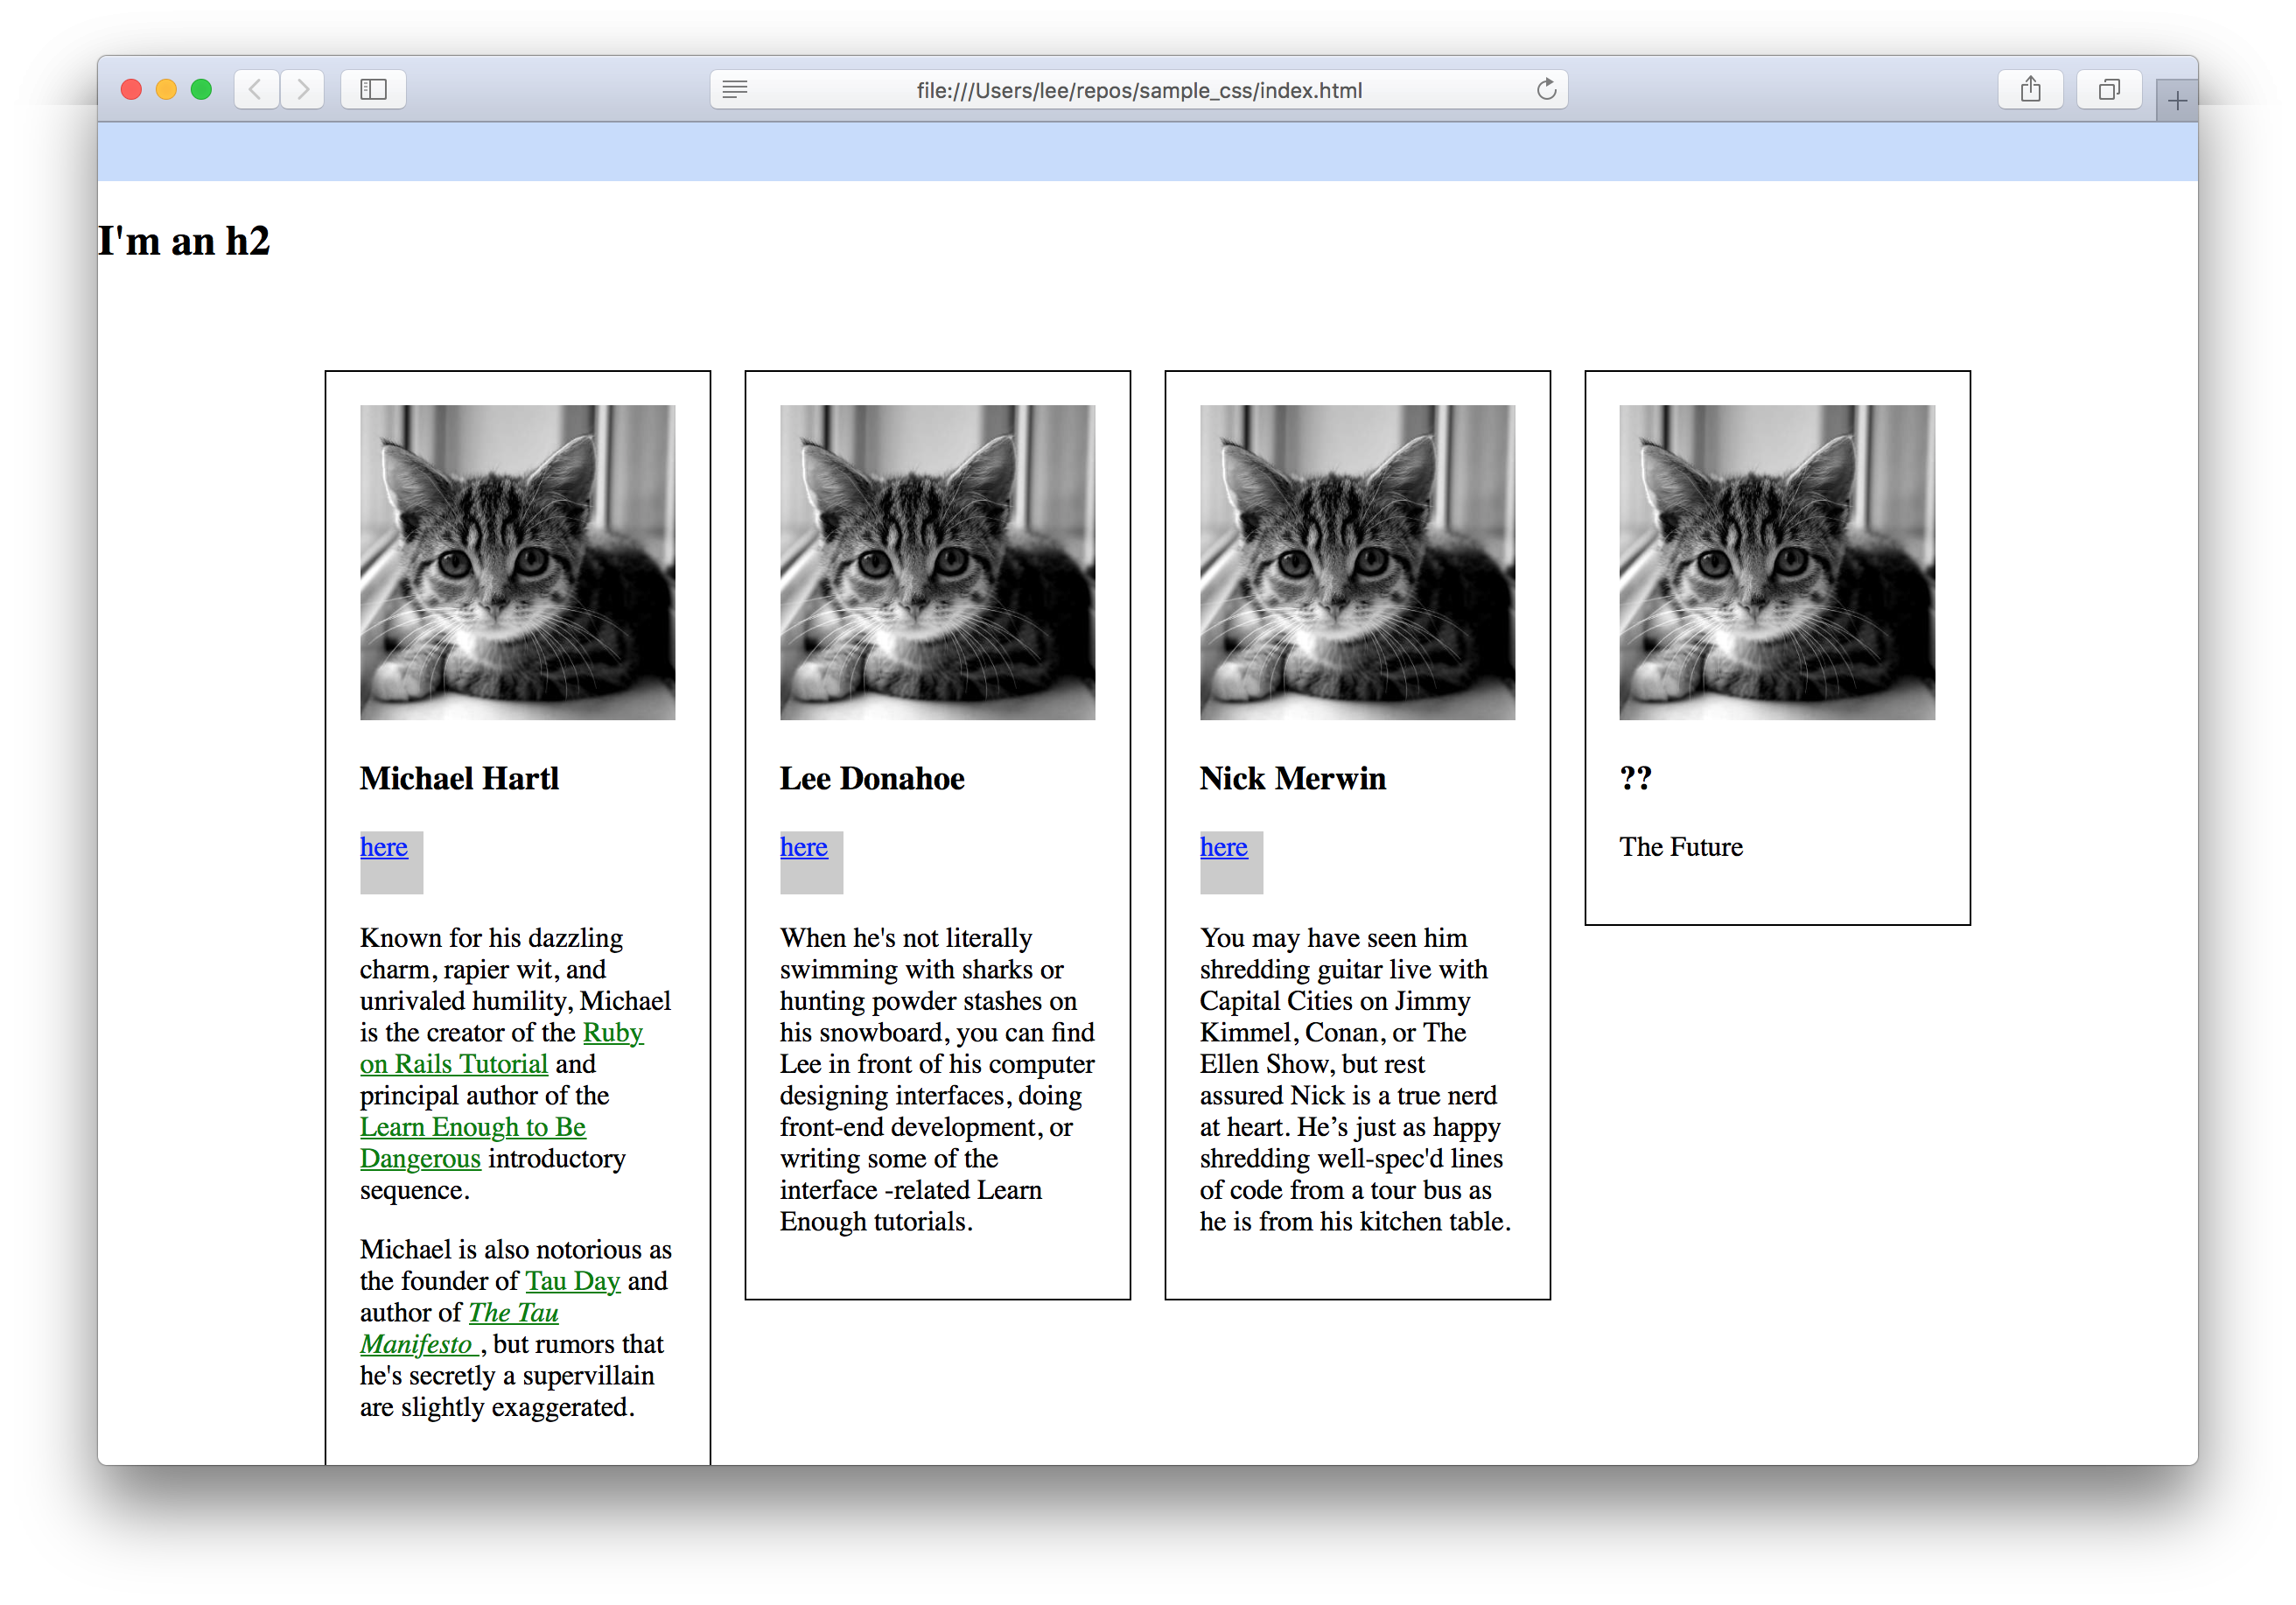 file:///Users/lee/repos/sample_css/index.html
I'm an h2
Michael Hartl
here
Known for his dazzling
charm, rapier wit, and
unrivaled humility, Michael
is the creator of the Ruby
on Rails Tutorial and
principal author of the
Learn Enough to Be
Dangerous introductory
sequence.
Michael is also notorious as
the founder of Tau Day and
author of The Tau
Manifesto , but rumors that
he's secretly a supervillain
are slightly exaggerated.
Lee Donahoe
here
When he's not literally
swimming with sharks or
hunting powder stashes on
his snowboard, you can find
Lee in front of his computer
designing interfaces, doing
front-end development, or
writing some of the
interface -related Learn
Enough tutorials.
Nick Merwin
here
You may have seen him
shredding guitar live with
Capital Cities on Jimmy
Kimmel, Conan, or The
Ellen Show, but rest
assured Nick is a true nerd
at heart. He’s just as happy
shredding well-spec'd lines
of code from a tour bus as
he is from his kitchen table.
??
The Future